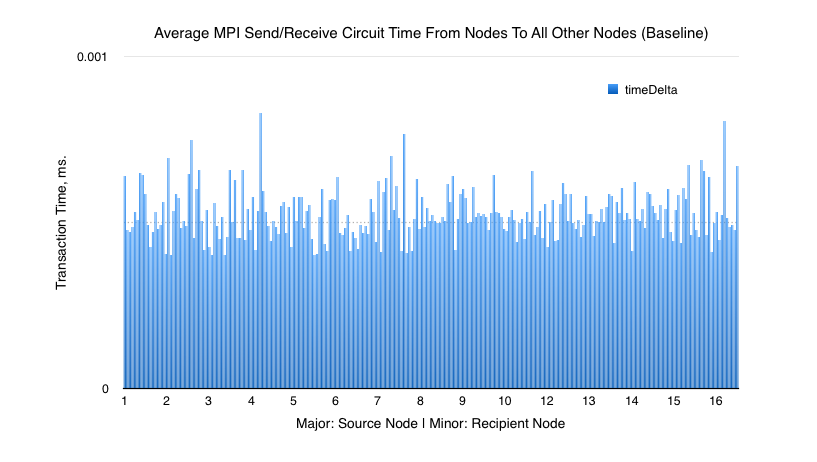 Average MPI Send/Receive Circuit Time From Nodes To All Other Nodes (Baseline)
0.001
timeDelta
Transaction Time, ms.
0
1 2 3 4 5 6 7 8 9 10 11 12 13 14 15 16
Major: Source Node | Minor: Recipient Node